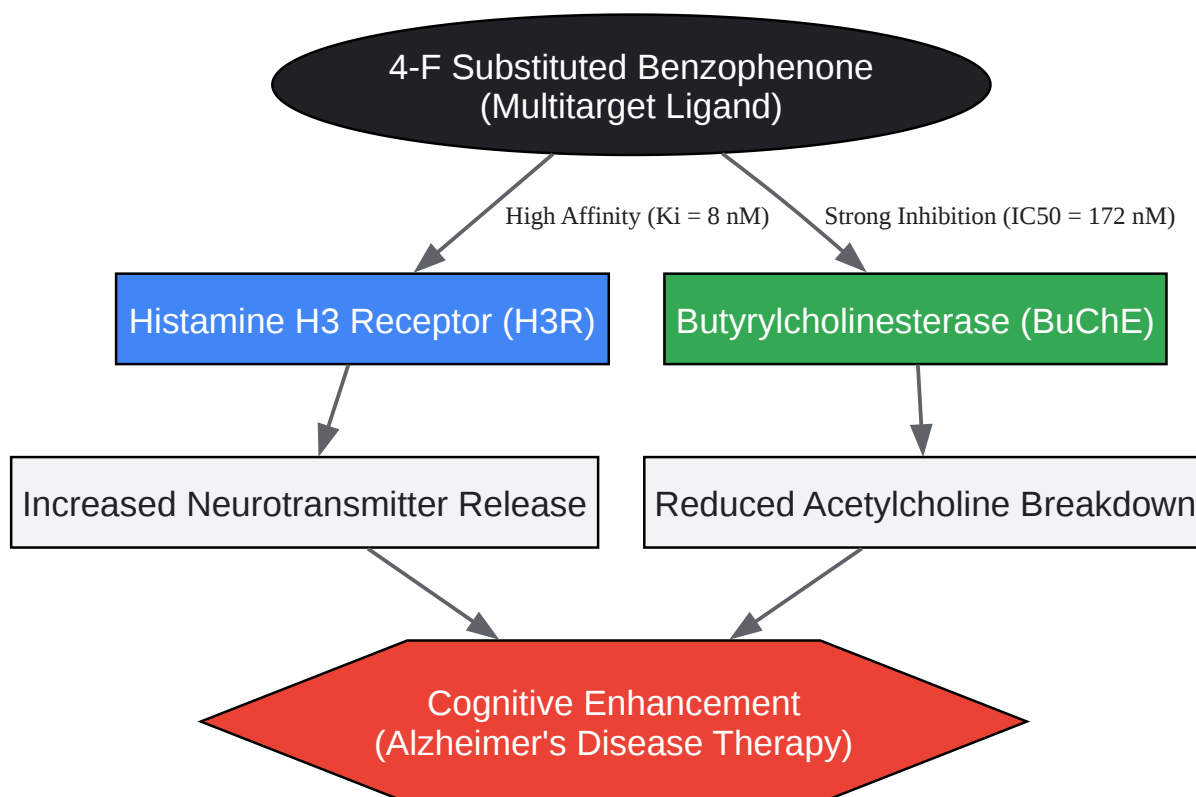 4-F Substituted Benzophenone
(Multitarget Ligand)
High Affinity (Ki = 8 nM)
Strong Inhibition (IC50 = 172 nM)
Histamine H3 Receptor (H3R)
Butyrylcholinesterase (BuChE)
Increased Neurotransmitter Release
Reduced Acetylcholine Breakdown
Cognitive Enhancement
(Alzheimer's Disease Therapy)